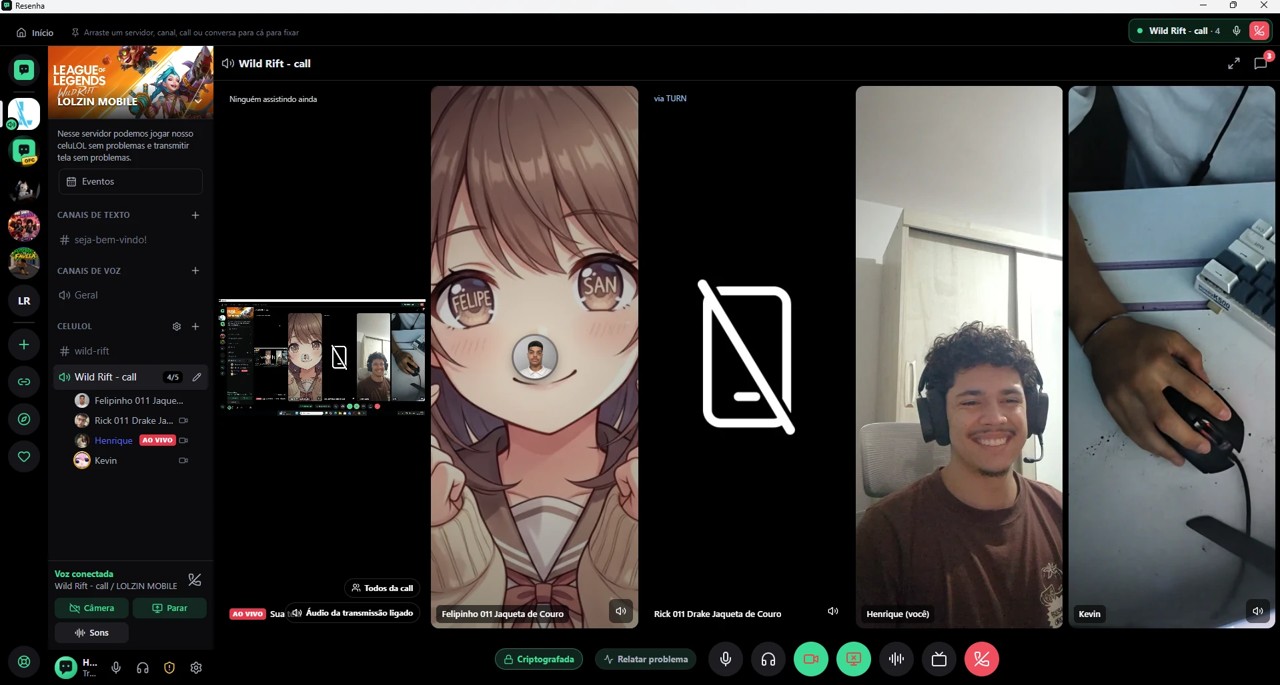 Resenha
Início
Arraste um servidor, canal, call ou conversa para cá para fixar
Wild Rift - call · 4
LEAGUE OF
LEGENDS
WILD RIFT
LOLZIN MOBILE
Nesse servidor podemos jogar nosso
celuLOL sem problemas e transmitir
tela sem problemas.
Eventos
CANAIS DE TEXTO
# seja-bem-vindo!
CANAIS DE VOZ
Geral
CELULOL
# wild-rift
Wild Rift - call 4/5
Felipinho 011 Jaque...
Rick 011 Drake Ja...
Henrique AO VIVO
Kevin
LR
Voz conectada
Wild Rift - call / LOLZIN MOBILE
Câmera
Parar
Sons
H...
Tr...
Wild Rift - call
3
Ninguém assistindo ainda
Todos da call
AO VIVO Sua
Áudio da transmissão ligado
FELIPE
SAN
Felipinho 011 Jaqueta de Couro
via TURN
Rick 011 Drake Jaqueta de Couro
Henrique (você)
Kevin
Criptografada
Relatar problema